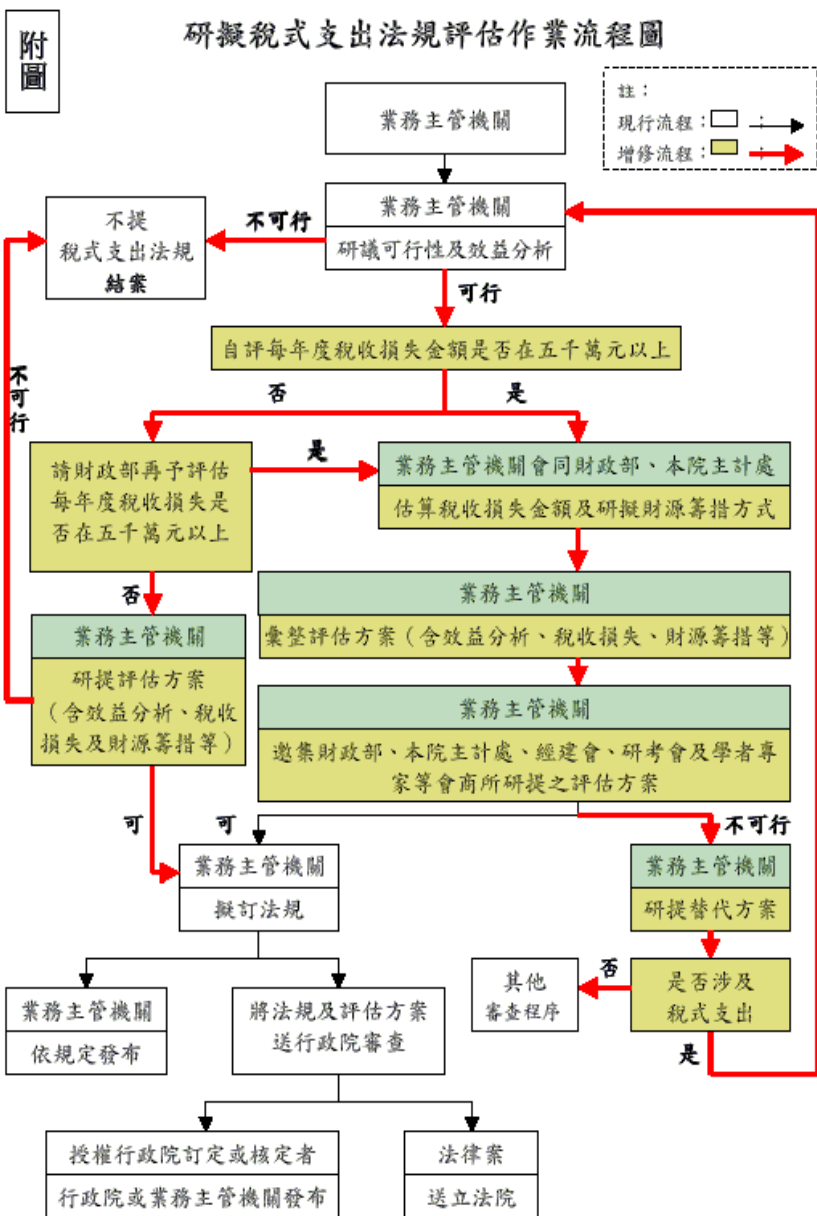 附圖
研擬稅式支出法規評估作業流程圖
註：
現行流程：　；
增修流程：　；
業務主管機關
業務主管機關
研議可行性及效益分析
不可行
不提
稅式支出法規
結案
可行
自評每年度稅收損失金額是否在五千萬元以上
不可行
否
是
請財政部再予評估
每年度稅收損失是
否在五千萬元以上
是
業務主管機關會同財政部、本院主計處
估算稅收損失金額及研擬財源籌措方式
否
業務主管機關
彙整評估方案（含效益分析、稅收損失、財源籌措等）
業務主管機關
研提評估方案
（含效益分析、稅收
損失及財源籌措等）
業務主管機關
邀集財政部、本院主計處、經建會、研考會及學者專
家等會商所研提之評估方案
可
可
不可行
業務主管機關
擬訂法規
業務主管機關
研提替代方案
是否涉及
稅式支出
否
其他
審查程序
是
業務主管機關
依規定發布
將法規及評估方案
送行政院審查
授權行政院訂定或核定者
行政院或業務主管機關發布
法律案
送立法院